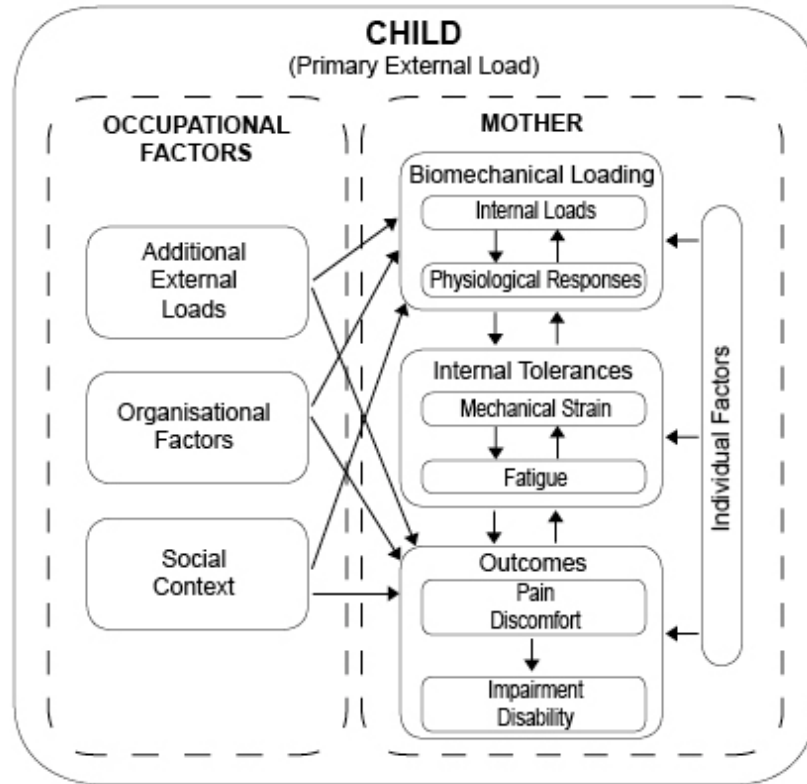 CHILD
(Primary External Load)
OCCUPATIONAL
FACTORS
Additional
External
Loads
Organisational
Factors
Social
Context
MOTHER
Biomechanical Loading
Internal Loads
Physiological Responses
Internal Tolerances
Mechanical Strain
Fatigue
Outcomes
Pain
Discomfort
Impairment
Disability
Individual Factors